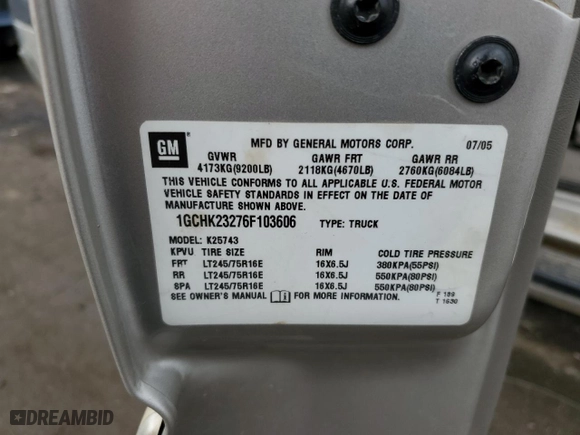 GM
MFD BY GENERAL MOTORS CORP. 07/05
GVWR GAWR FRT GAWR RR
4173KG(9200LB) 2118KG(4670LB) 2760KG(6084LB)
THIS VEHICLE CONFORMS TO ALL APPLICABLE U.S. FEDERAL MOTOR
VEHICLE SAFETY STANDARDS IN EFFECT ON THE DATE OF
MANUFACTURE SHOWN ABOVE.
1GCHK23276F103606 TYPE: TRUCK
MODEL: K25743
KPVU TIRE SIZE RIM COLD TIRE PRESSURE
FRT LT245/75R16E 16X6.5J 380KPA(55PSI)
RR LT245/75R16E 16X6.5J 550KPA(80PSI)
SPA LT245/75R16E 16X6.5J 550KPA(80PSI)
SEE OWNER'S MANUAL FOR MORE INFORMATION.
F 199
T 1630
DREAMBID